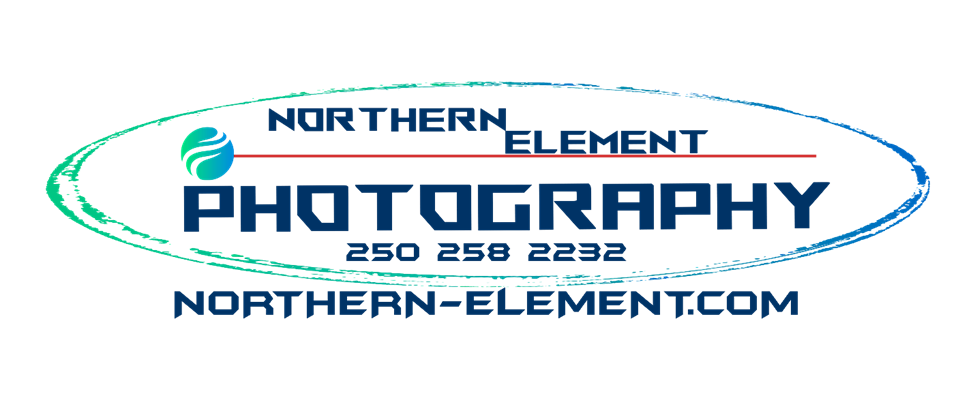 NORTHERN
ELEMENT
PHOTOGRAPHY
250 258 2232
NORTHERN-ELEMENT.COM